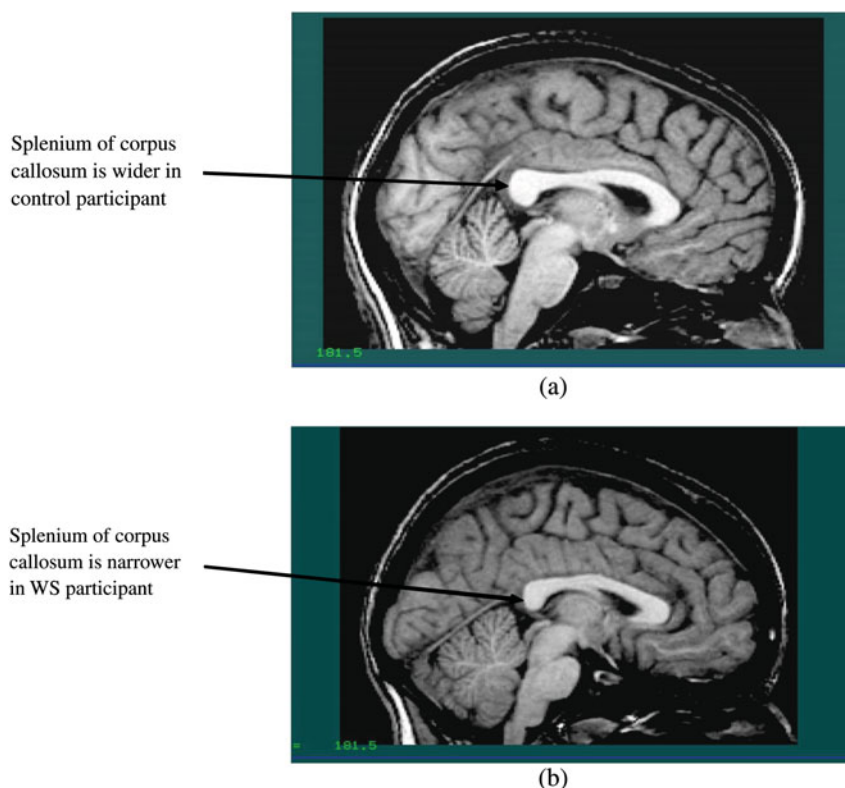 Splenium of corpus
callosum is wider in
control participant
181.5
(a)
Splenium of corpus
callosum is narrower
in WS participant
= 181.5
(b)